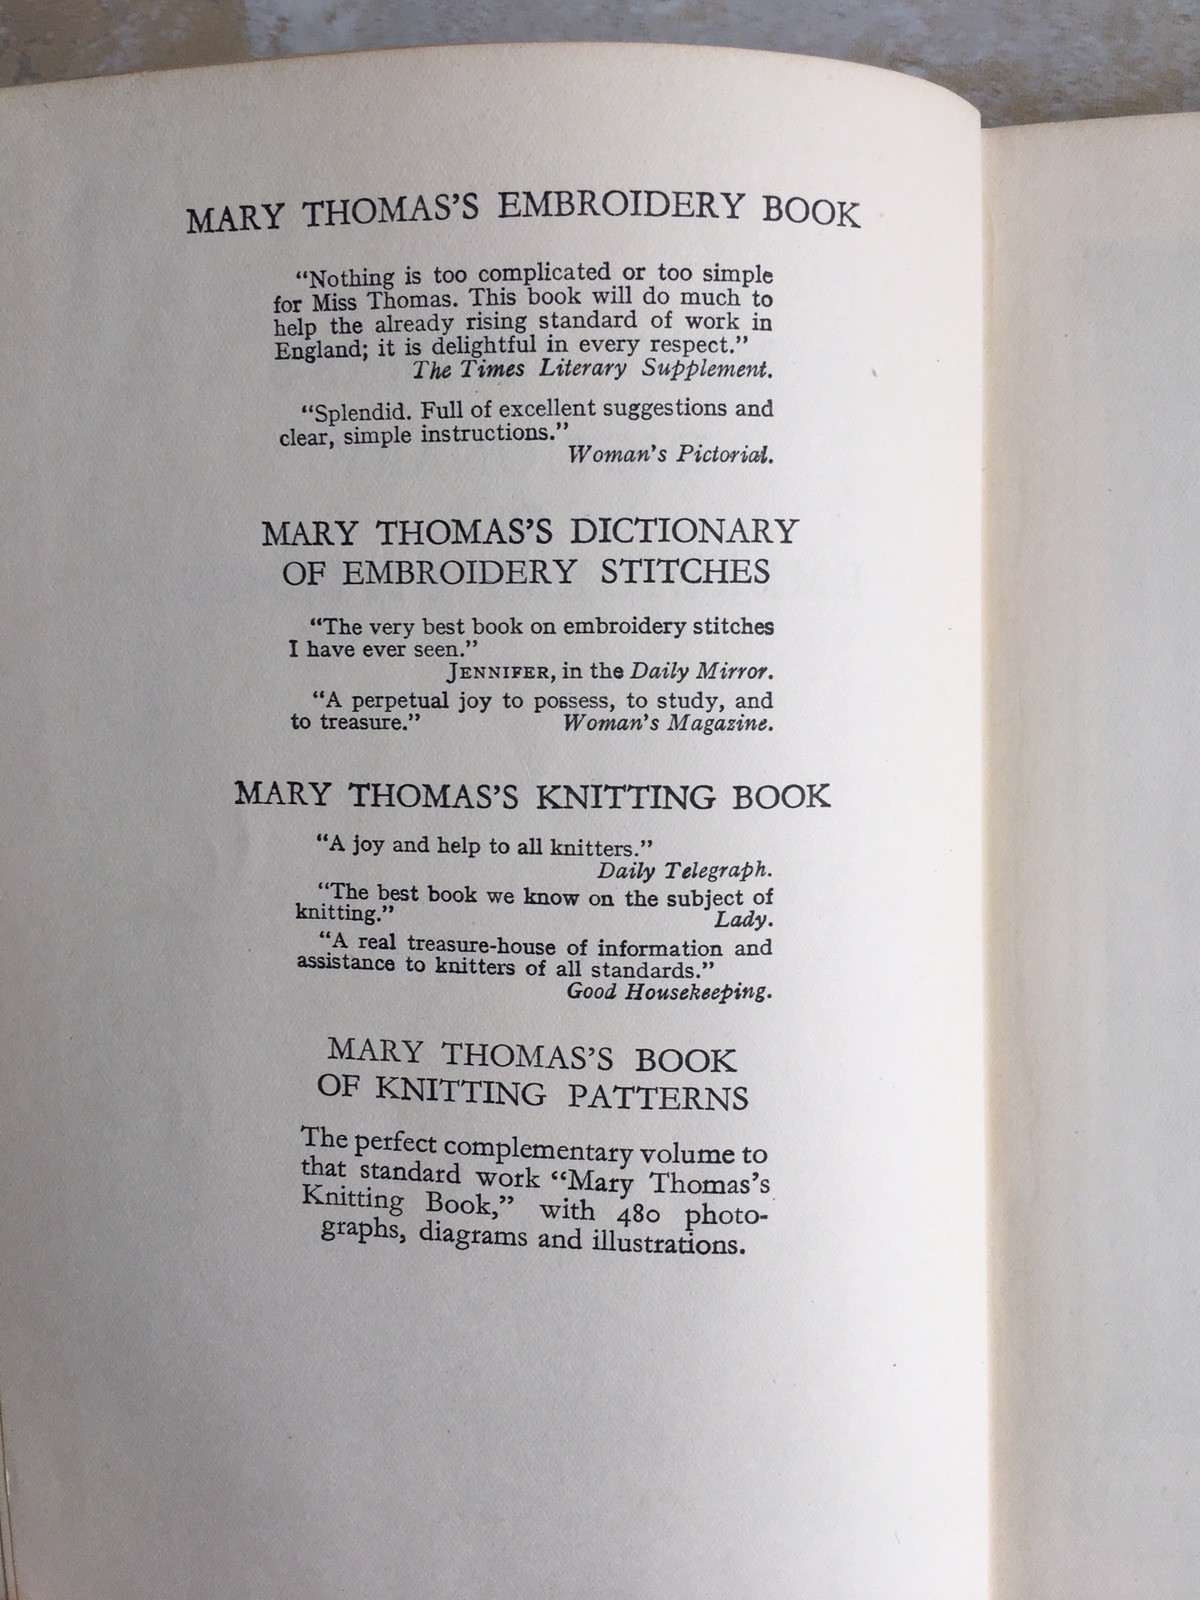 MARY THOMAS'S EMBROIDERY BOOK
“Nothing is too complicated or too simple
for Miss Thomas. This book will do much to
help the already rising standard of work in
England; it is delightful in every respect.”
The Times Literary Supplement.
“Splendid. Full of excellent suggestions and
clear, simple instructions.”
Woman's Pictorial.
MARY THOMAS'S DICTIONARY
OF EMBROIDERY STITCHES
“The very best book on embroidery stitches
I have ever seen.”
JENNIFER, in the Daily Mirror.
“A perpetual joy to possess, to study, and
to treasure.” Woman's Magazine.
MARY THOMAS'S KNITTING BOOK
“A joy and help to all knitters.”
Daily Telegraph.
“The best book we know on the subject of
knitting.” Lady.
“A real treasure-house of information and
assistance to knitters of all standards.”
Good Housekeeping.
MARY THOMAS'S BOOK
OF KNITTING PATTERNS
The perfect complementary volume to
that standard work “Mary Thomas's
Knitting Book,” with 480 photo-
graphs, diagrams and illustrations.